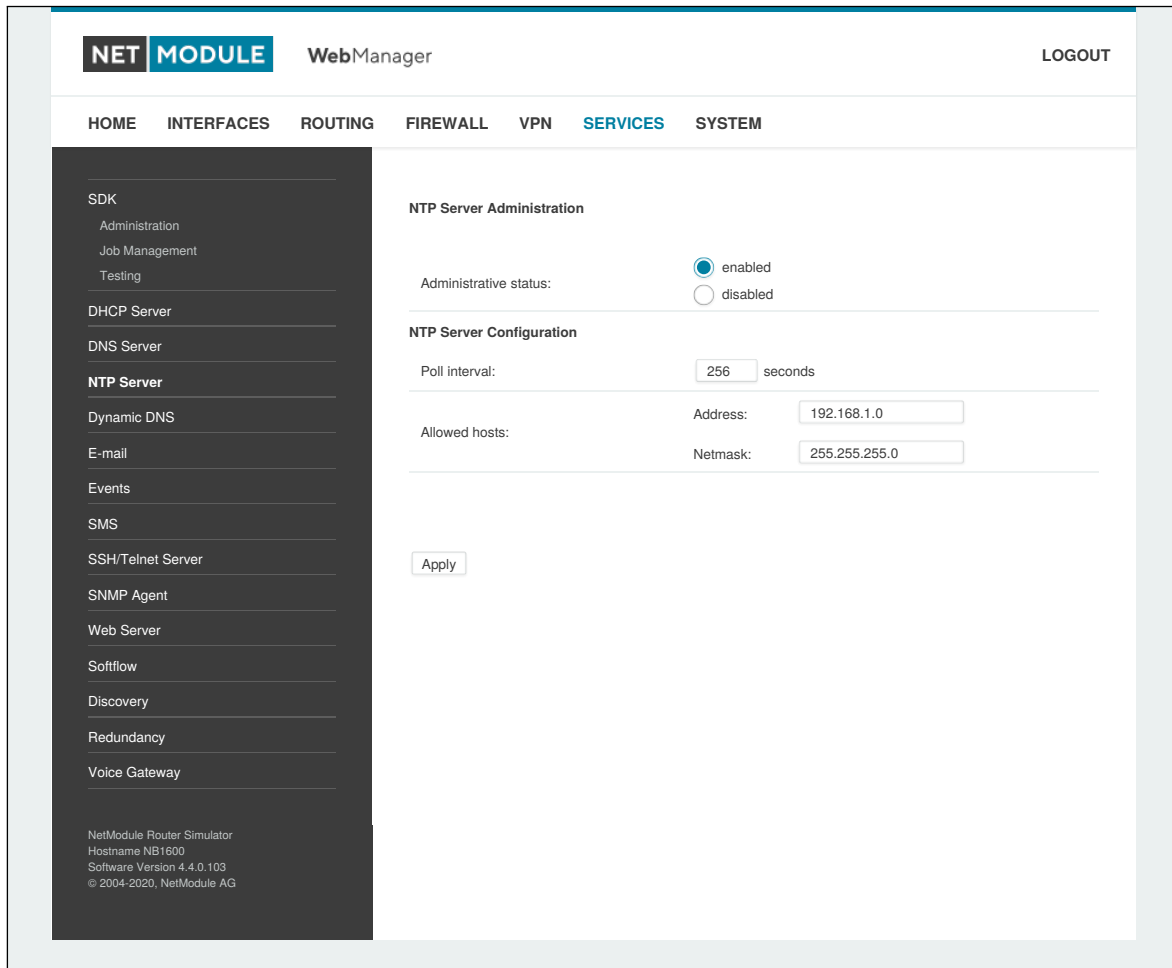 NET MODULE WebManager LOGOUT
HOME INTERFACES ROUTING FIREWALL VPN SERVICES SYSTEM
SDK
Administration
Job Management
Testing
DHCP Server
DNS Server
NTP Server
Dynamic DNS
E-mail
Events
SMS
SSH/Telnet Server
SNMP Agent
Web Server
Softflow
Discovery
Redundancy
Voice Gateway
NetModule Router Simulator
Hostname NB1600
Software Version 4.4.0.103
© 2004-2020, NetModule AG
NTP Server Administration
Administrative status:
enabled
disabled
NTP Server Configuration
Poll interval: 256 seconds
Allowed hosts:
Address: 192.168.1.0
Netmask: 255.255.255.0
Apply